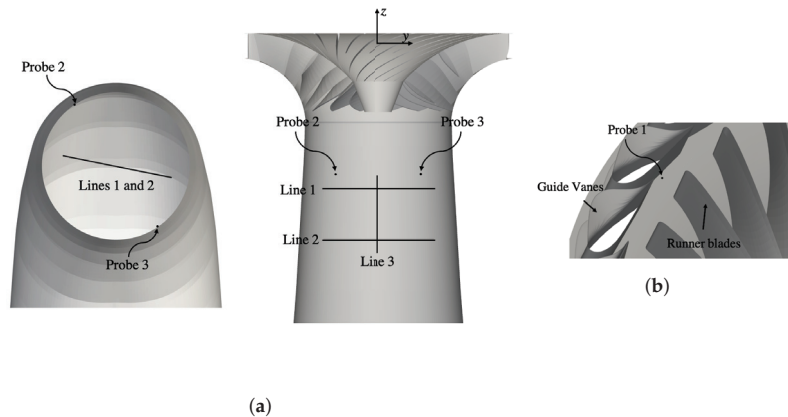 Probe 2
Lines 1 and 2
Probe 3
z
y
Probe 2
Probe 3
Line 1
Line 2
Line 3
Probe 1
Guide Vanes
Runner blades
(b)
(a)